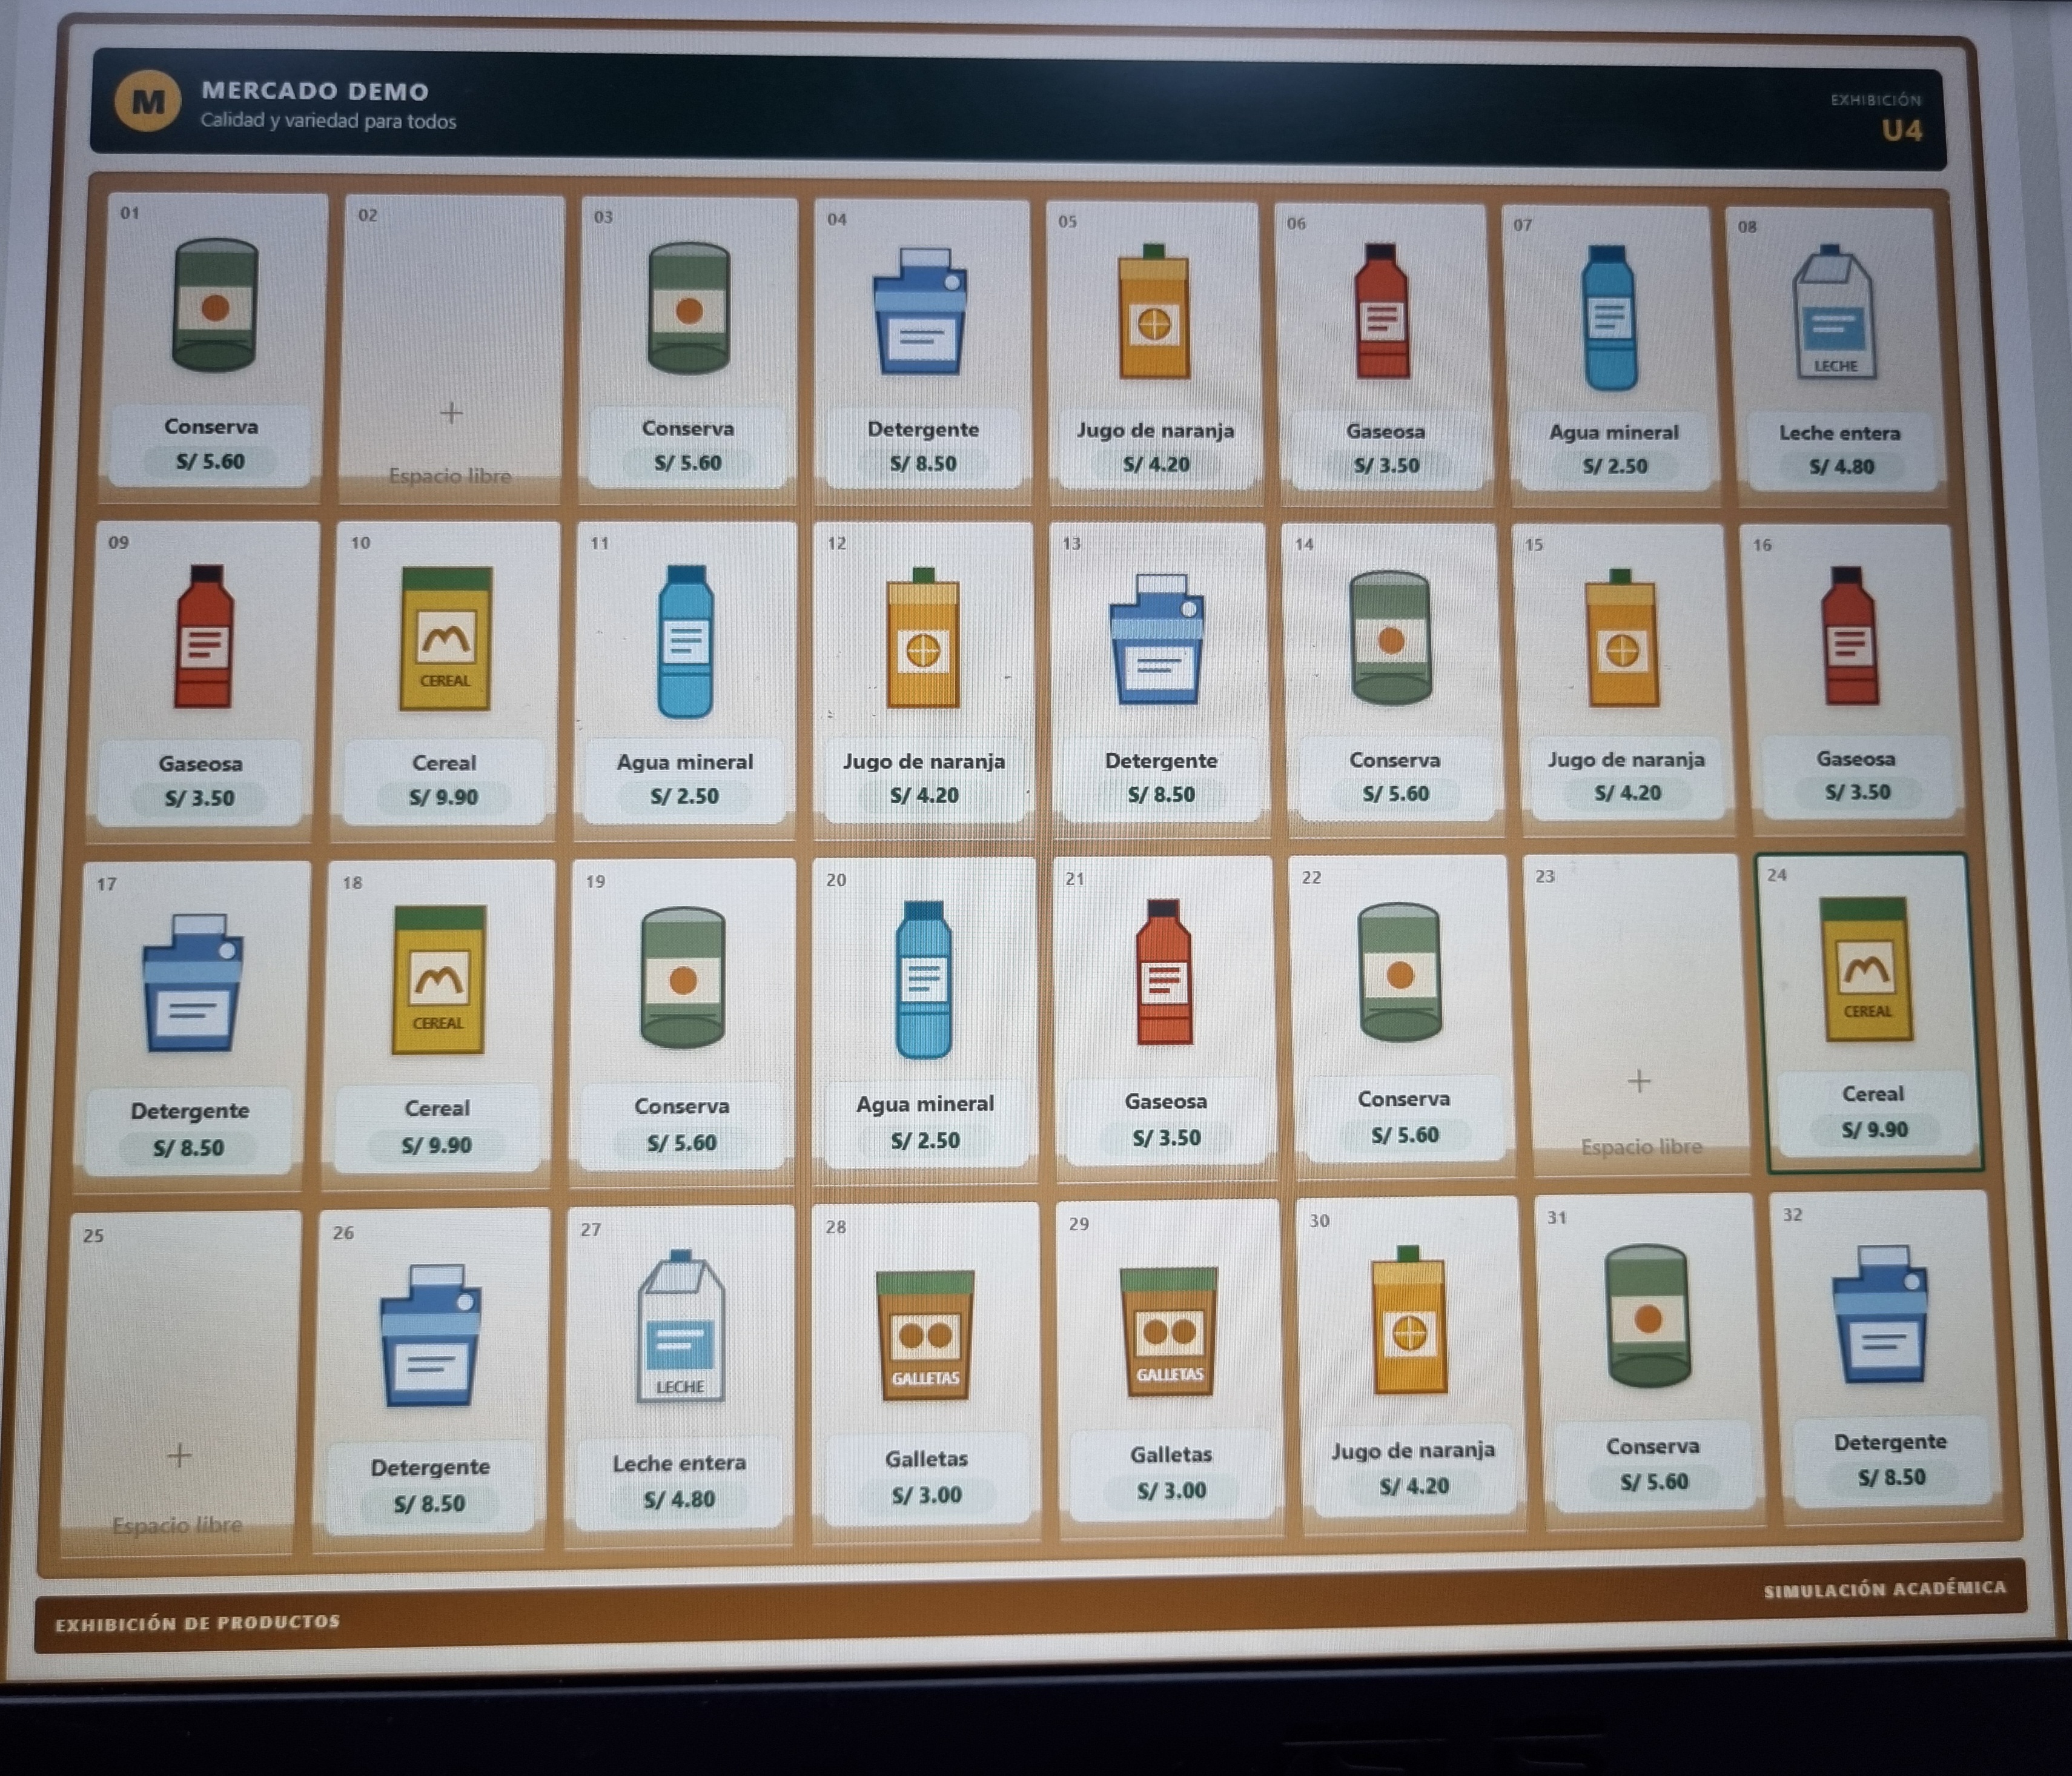 M
MERCADO DEMO
Calidad y variedad para todos
EXHIBICIÓN
U4
01
Conserva
S/ 5.60
02
+
Espacio libre
03
Conserva
S/ 5.60
04
Detergente
S/ 8.50
05
Jugo de naranja
S/ 4.20
06
Gaseosa
S/ 3.50
07
Agua mineral
S/ 2.50
08
LECHE
Leche entera
S/ 4.80
09
Gaseosa
S/ 3.50
10
CEREAL
Cereal
S/ 9.90
11
Agua mineral
S/ 2.50
12
Jugo de naranja
S/ 4.20
13
Detergente
S/ 8.50
14
Conserva
S/ 5.60
15
Jugo de naranja
S/ 4.20
16
Gaseosa
S/ 3.50
17
Detergente
S/ 8.50
18
CEREAL
Cereal
S/ 9.90
19
Conserva
S/ 5.60
20
Agua mineral
S/ 2.50
21
Gaseosa
S/ 3.50
22
Conserva
S/ 5.60
23
+
Espacio libre
24
CEREAL
Cereal
S/ 9.90
25
+
Espacio libre
26
Detergente
S/ 8.50
27
LECHE
Leche entera
S/ 4.80
28
GALLETAS
Galletas
S/ 3.00
29
GALLETAS
Galletas
S/ 3.00
30
Jugo de naranja
S/ 4.20
31
Conserva
S/ 5.60
32
Detergente
S/ 8.50
EXHIBICIÓN DE PRODUCTOS
SIMULACIÓN ACADÉMICA